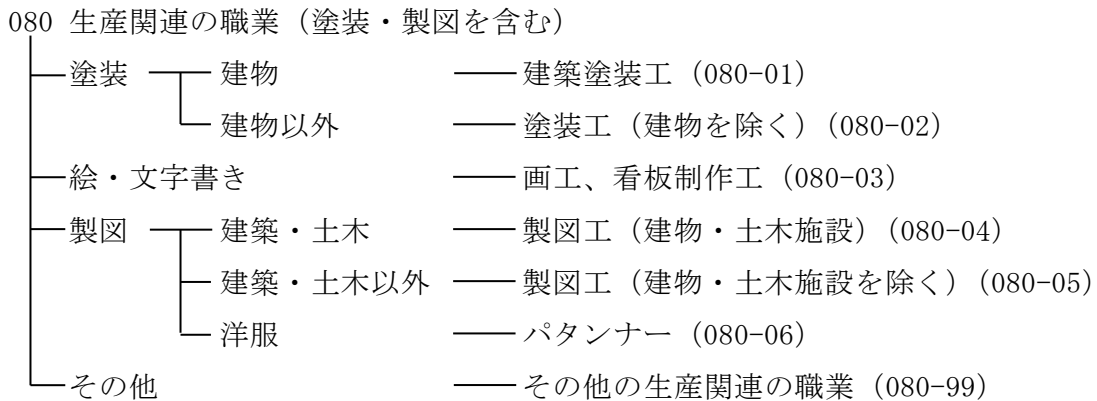 080 生産関連の職業（塗装・製図を含む）
塗装 建物 建築塗装工（080-01）
建物以外 塗装工（建物を除く）（080-02）
絵・文字書き 画工、看板制作工（080-03）
製図 建築・土木 製図工（建物・土木施設）（080-04）
建築・土木以外 製図工（建物・土木施設を除く）（080-05）
洋服 パタンナー（080-06）
その他 その他の生産関連の職業（080-99）